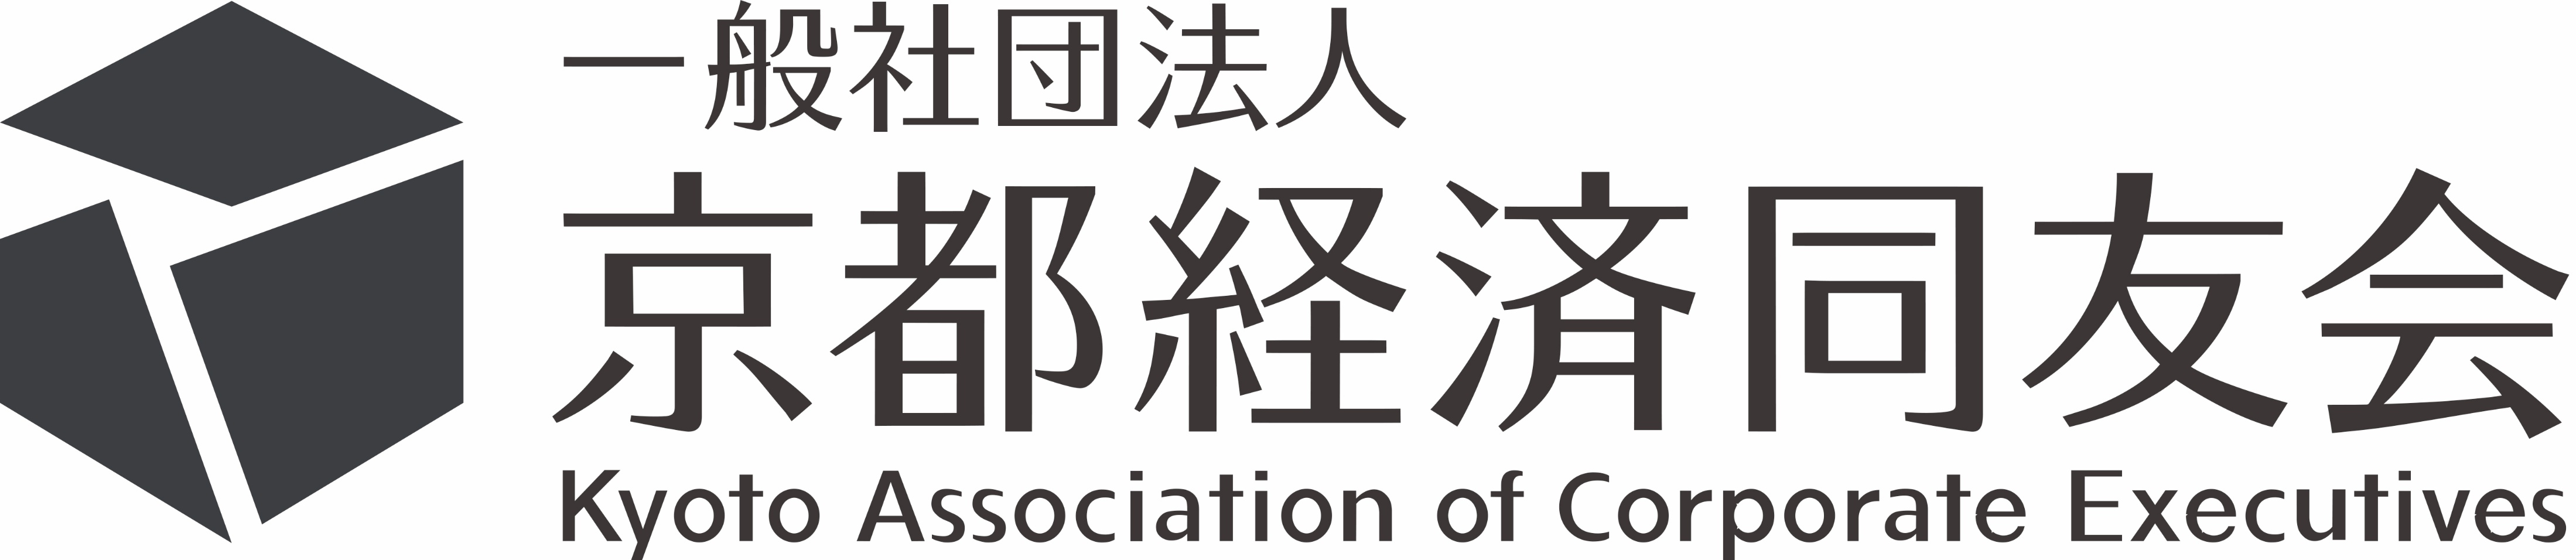 一般社団法人
京都経済同友会
Kyoto Association of Corporate Executives